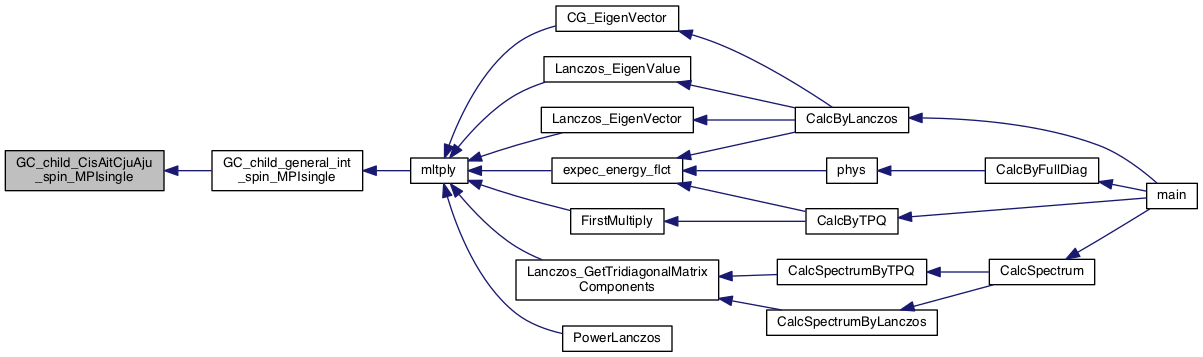 CG_EigenVector
Lanczos_EigenValue
Lanczos_EigenVector
CalcByLanczos
GC_child_CisAitCjuAju
_spin_MPIsingle
GC_child_general_int
_spin_MPIsingle
mltply
expec_energy_flct
phys
CalcByFullDiag
main
FirstMultiply
CalcByTPQ
Lanczos_GetTridiagonalMatrix
Components
CalcSpectrumByTPQ
CalcSpectrum
CalcSpectrumByLanczos
PowerLanczos